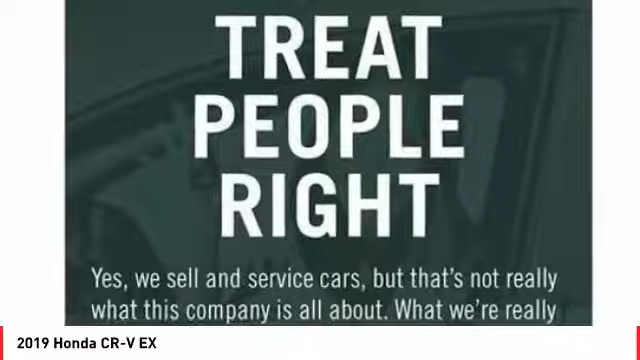 TREAT
PEOPLE
RIGHT
Yes, we sell and service cars, but that's not really
what this company is all about. What we're really
2019 Honda CR-V EX